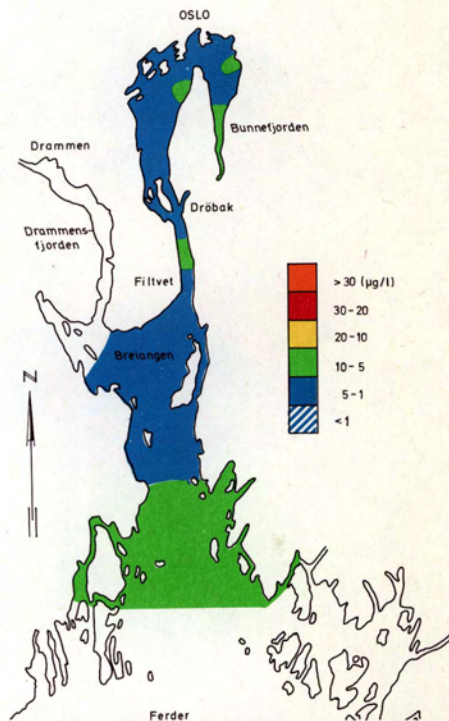 OSLO
Bunnefjorden
Drammen
Dröbak
Drammens-
fjorden
Filtvet
> 30 (µg/l)
30-20
20-10
10-5
5-1
<1
Breiangen
N
Ferder